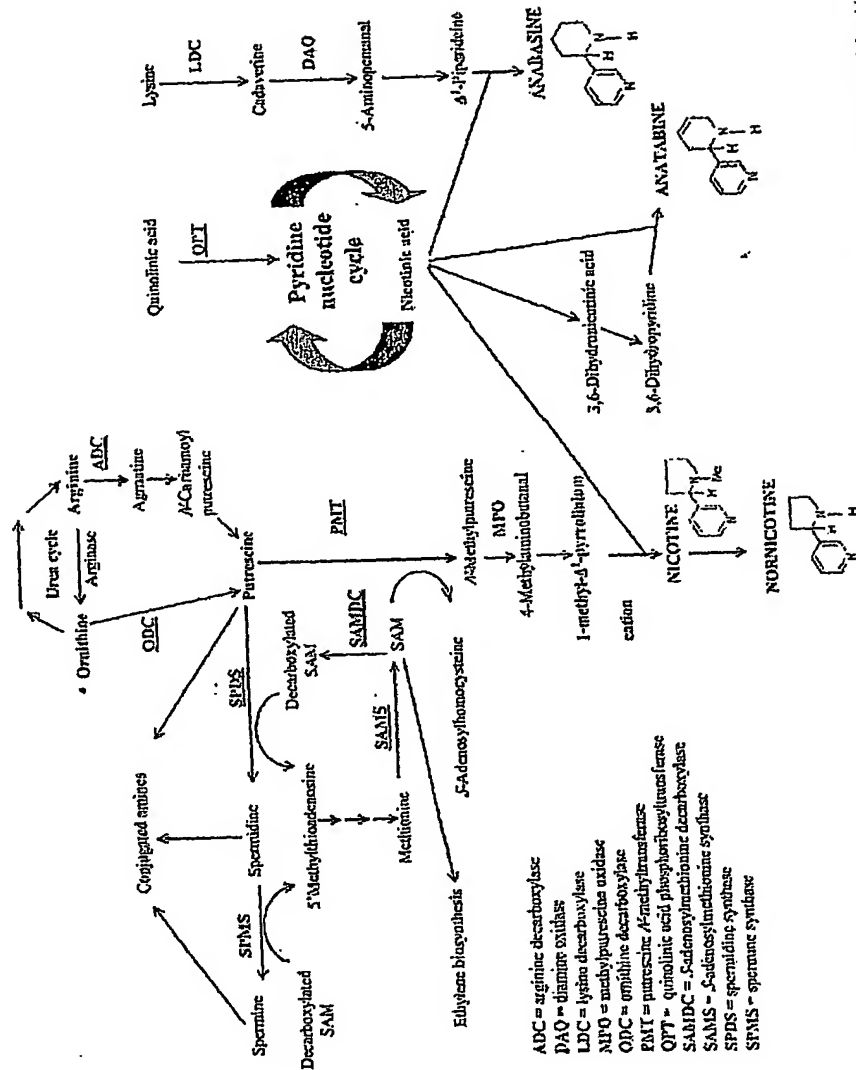 Ornithine
Urea cycle
Arginase
Arginine
ADC
Agmatine
N-Carbamoyl
putrescine
ODC
Putrescine
Conjugated amines
SPDS
Spermidine
SPMS
Spermine
Decarboxylated
SAM
Decarboxylated
SAM
5'Methylthioadenosine
Methionine
SAMS
SAMDC
SAM
S-Adenosylhomocysteine
Ethylene biosynthesis
PMT
N-Methylputrescine
MPO
4-Methylaminobutanal
1-methyl-Δ¹-pyrrolinium
cation
NICOTINE
N
H
Me
NORNICOTINE
N
H
N
H
Quinolinic acid
QPT
Pyridine
nucleotide
cycle
Nicotinic acid
3,6-Dihydronicotinic acid
3,6-Dihydropyridine
ANATABINE
N
H
N
H
Lysine
LDC
Cadaverine
DAO
5-Aminopentanal
Δ¹-Piperideine
ANABASINE
N
H
N
H
ADC = arginine decarboxylase
DAO = diamine oxidase
LDC = lysine decarboxylase
MPO = methylputrescine oxidase
ODC = ornithine decarboxylase
PMT = putrescine N-methyltransferase
QPT = quinolinic acid phosphoribosyltransferase
SAMDC = S-adenosylmethionine decarboxylase
SAMS = S-adenosylmethionine synthase
SPDS = spermidine synthase
SPMS = spermine synthase